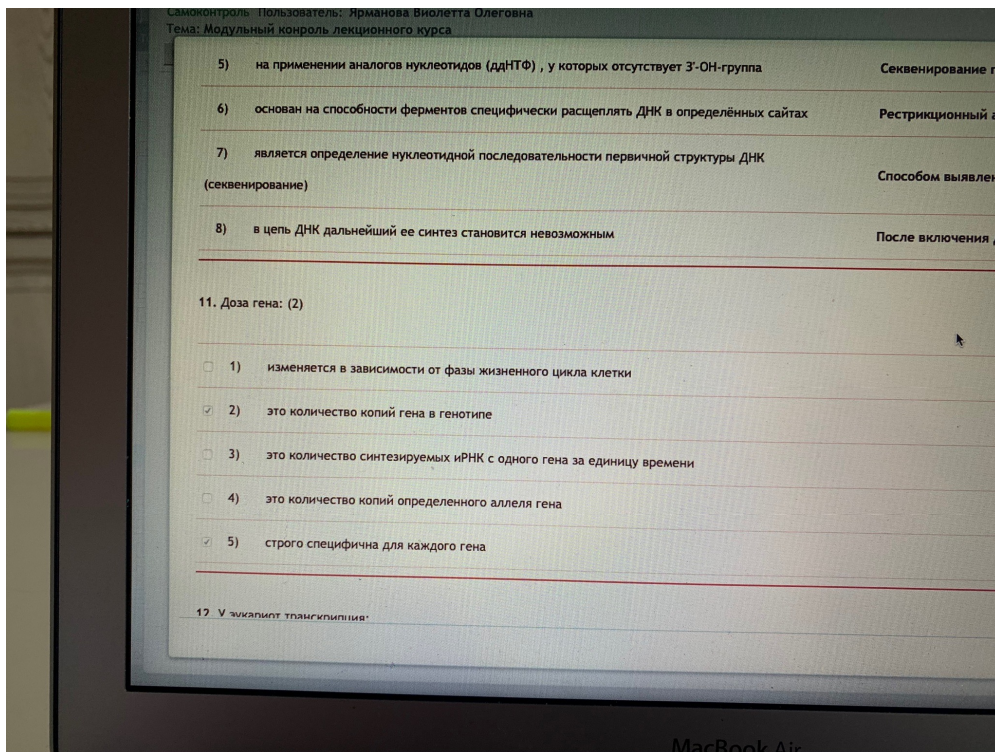 Самоконтроль Пользователь: Ярманова Виолетта Олеговна
Тема: Модульный конроль лекционного курса
5) на применении аналогов нуклеотидов (ддНТФ) , у которых отсутствует 3'-ОН-группа Секвенирование
6) основан на способности ферментов специфически расщеплять ДНК в определённых сайтах Рестрикционный
7) является определение нуклеотидной последовательности первичной структуры ДНК
(секвенирование) Способом
8) в цепь ДНК дальнейший ее синтез становится невозможным После включения
11. Доза гена: (2)
1) изменяется в зависимости от фазы жизненного цикла клетки
2) это количество копий гена в генотипе
3) это количество синтезируемых иРНК с одного гена за единицу времени
4) это количество копий определенного аллеля гена
5) строго специфична для каждого гена
12. У эукариот транскрипция:
MacBook Air